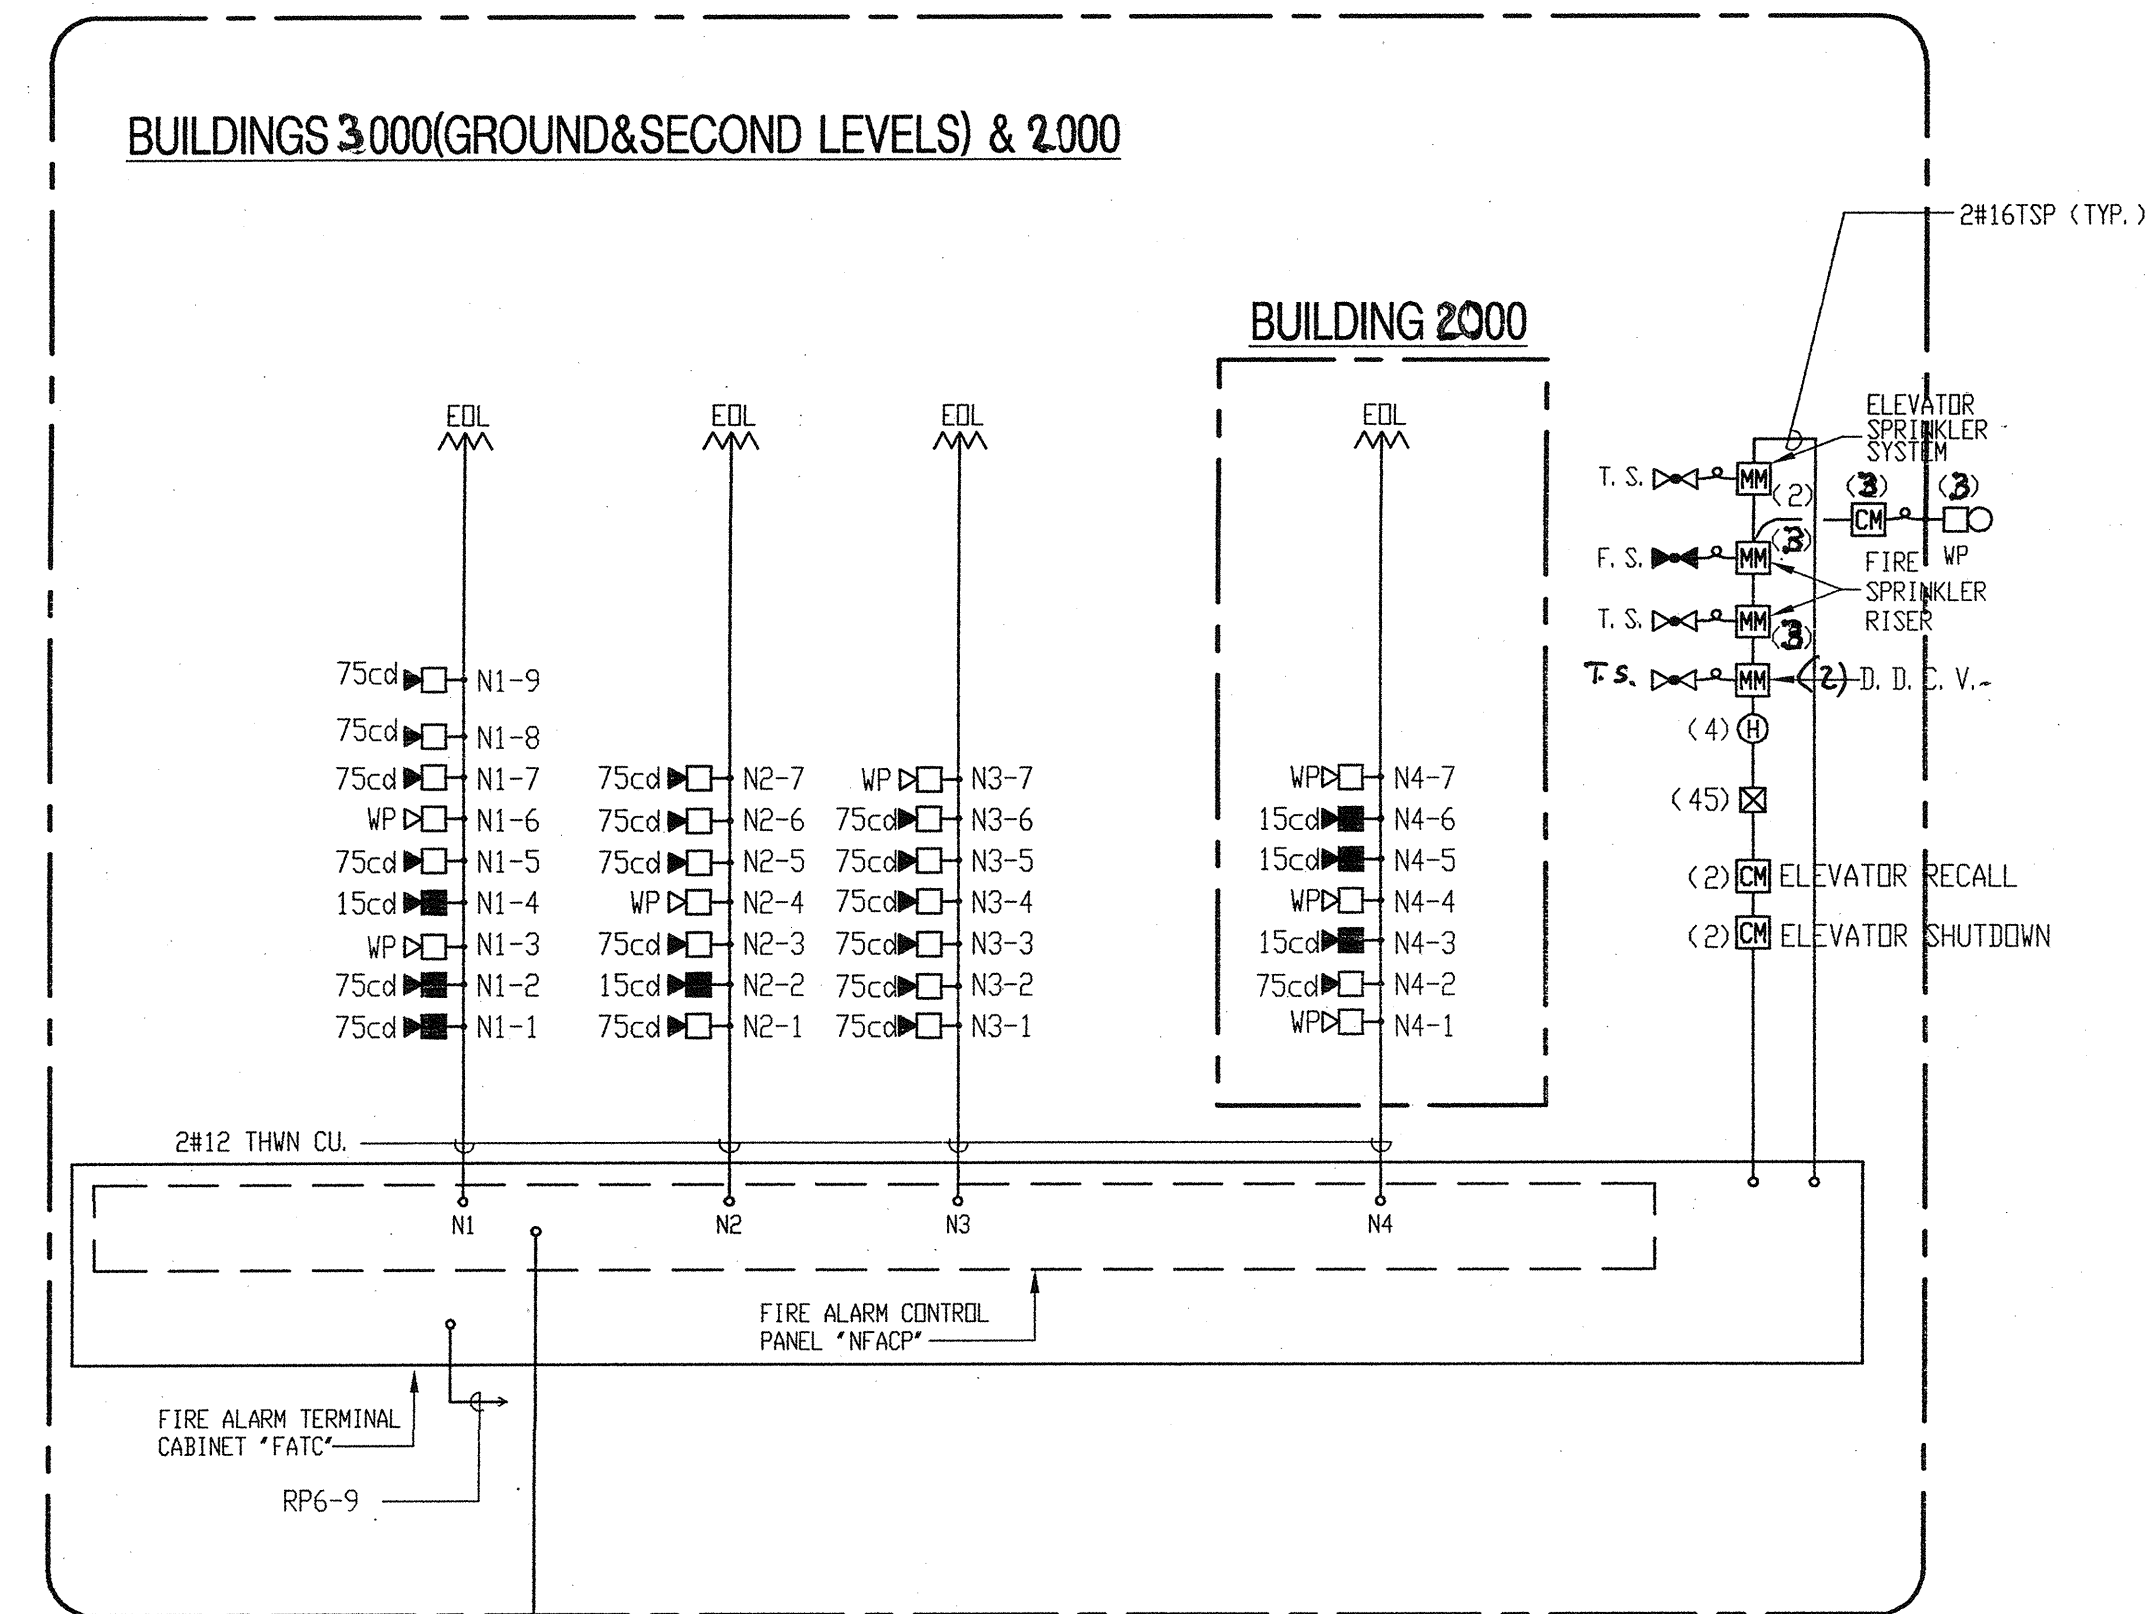 BUILDINGS 3000(GROUND&SECOND LEVELS) & 2000
2#16TSP (TYP.)
BUILDING 2000
EOL
EOL
EOL
EOL
75cd N1-9
75cd N1-8
75cd N1-7
WP N1-6
75cd N1-5
15cd N1-4
WP N1-3
75cd N1-2
75cd N1-1
75cd N2-7
75cd N2-6
75cd N2-5
WP N2-4
75cd N2-3
15cd N2-2
75cd N2-1
WP N3-7
75cd N3-6
75cd N3-5
75cd N3-4
75cd N3-3
75cd N3-2
75cd N3-1
WP N4-7
15cd N4-6
15cd N4-5
WP N4-4
15cd N4-3
75cd N4-2
WP N4-1
ELEVATOR
SPRINKLER
SYSTEM
T. S. MM (2)
(3) CM (3) WP
F. S. MM (3)
FIRE
SPRINKLER
RISER
T. S. MM (3)
T. S. MM (2) D. D. C. V.
(4) H
(45)
(2) CM ELEVATOR RECALL
(2) CM ELEVATOR SHUTDOWN
2#12 THWN CU.
N1 N2 N3 N4
FIRE ALARM CONTROL
PANEL "NFACP"
FIRE ALARM TERMINAL
CABINET "FATC"
RP6-9